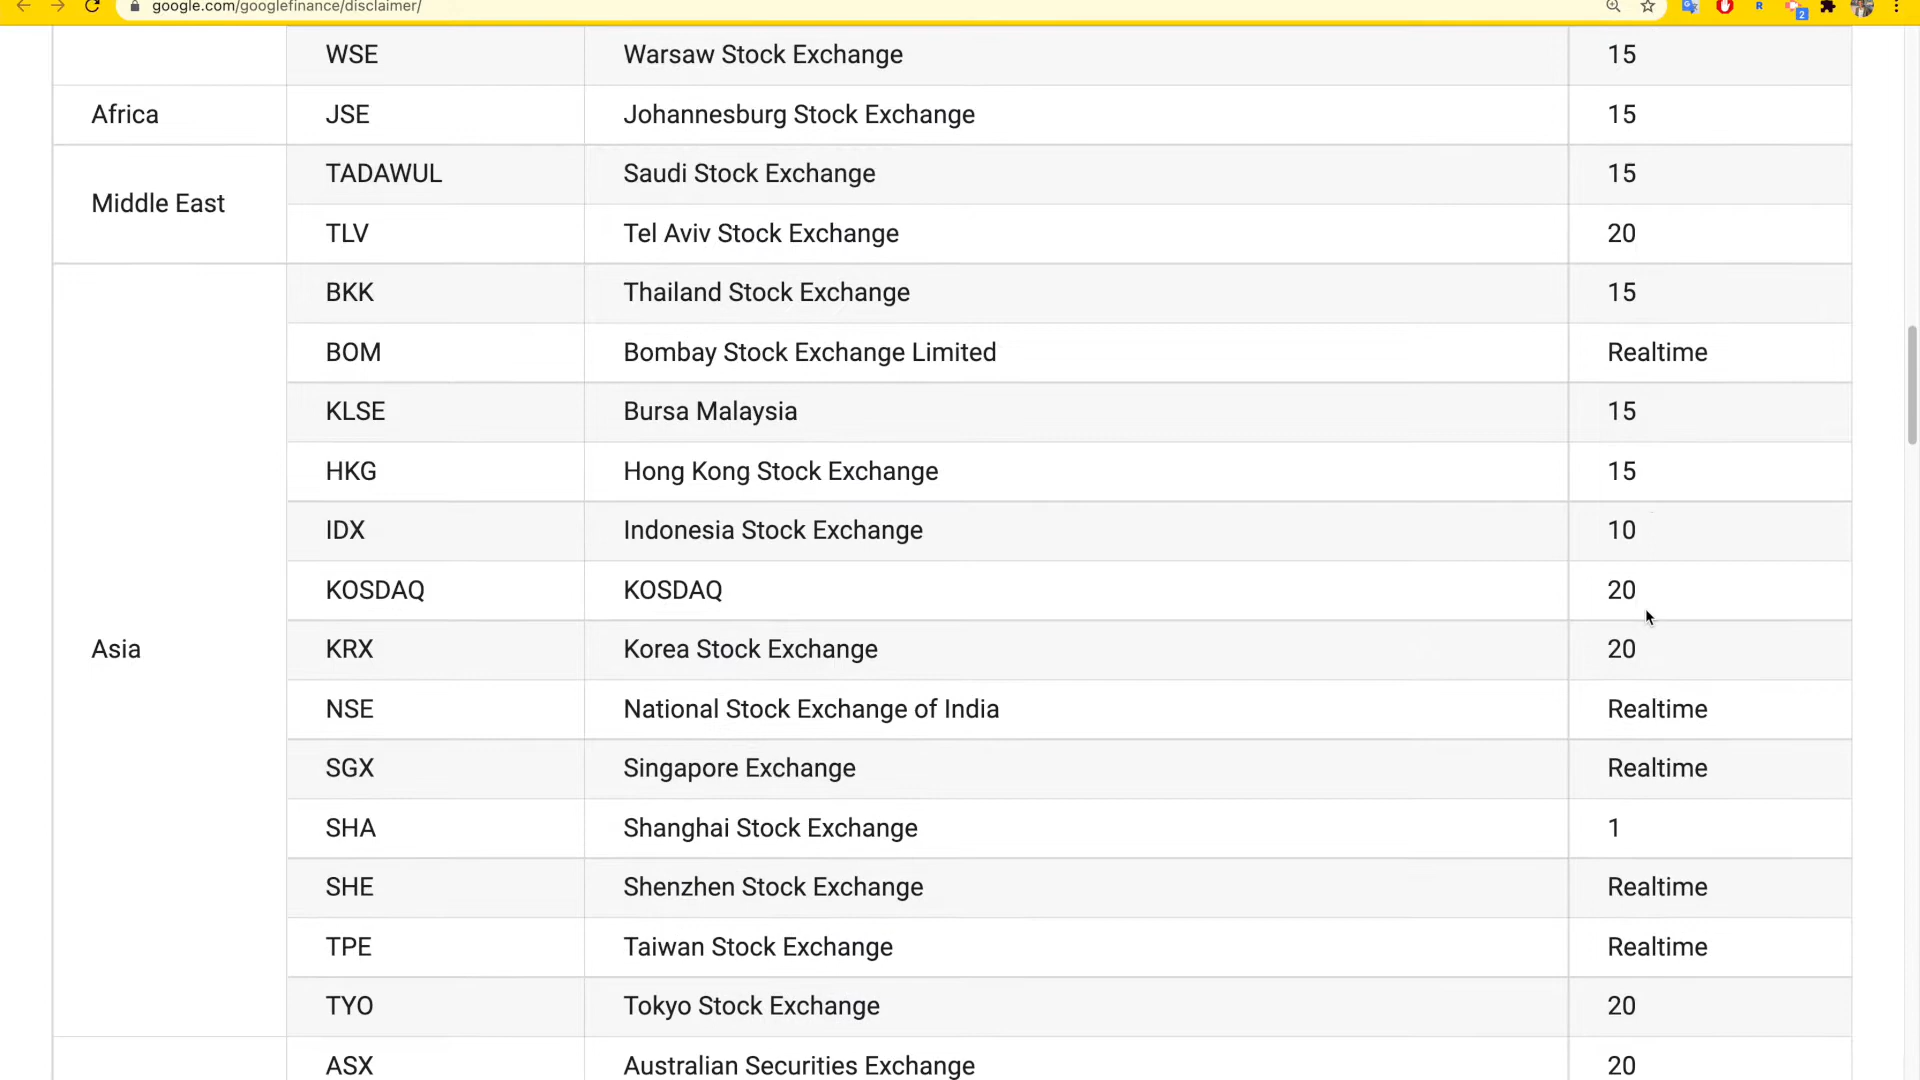 google.com/googlefinance/disclaimer/
2
WSE Warsaw Stock Exchange 15
Africa JSE Johannesburg Stock Exchange 15
TADAWUL Saudi Stock Exchange 15
Middle East
TLV Tel Aviv Stock Exchange 20
BKK Thailand Stock Exchange 15
BOM Bombay Stock Exchange Limited Realtime
KLSE Bursa Malaysia 15
HKG Hong Kong Stock Exchange 15
IDX Indonesia Stock Exchange 10
KOSDAQ KOSDAQ 20
Asia KRX Korea Stock Exchange 20
NSE National Stock Exchange of India Realtime
SGX Singapore Exchange Realtime
SHA Shanghai Stock Exchange 1
SHE Shenzhen Stock Exchange Realtime
TPE Taiwan Stock Exchange Realtime
TYO Tokyo Stock Exchange 20
ASX Australian Securities Exchange 20